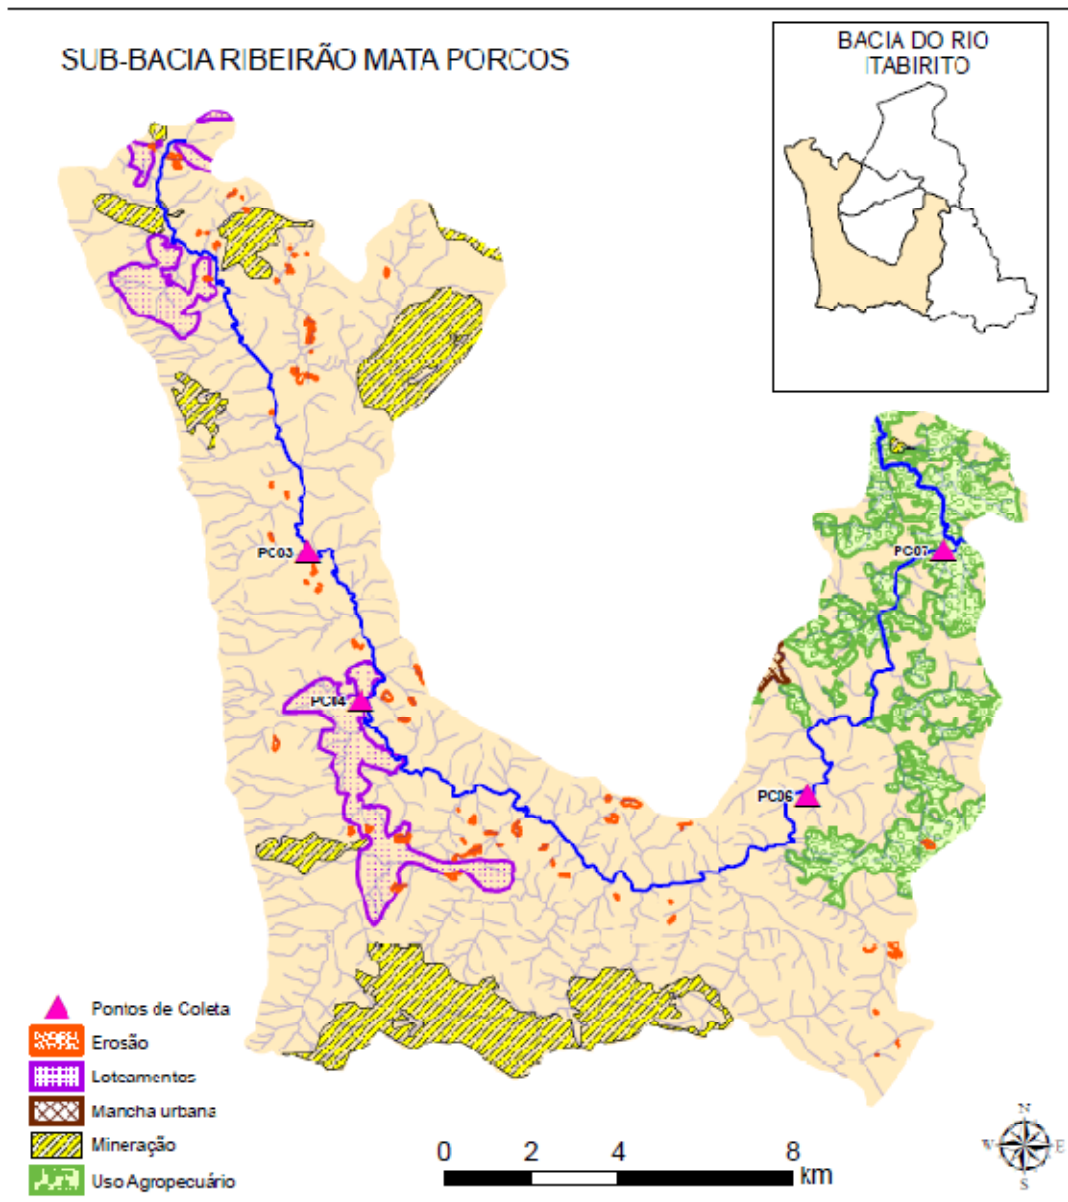 SUB-BACIA RIBEIRÃO MATA PORCOS
BACIA DO RIO
ITABIRITO
PC03
PC07
PC04
PC06
Pontos de Coleta
Erosão
Loteamentos
Mancha urbana
Mineração
Uso Agropecuário
0 2 4 8
km
N
W E
S